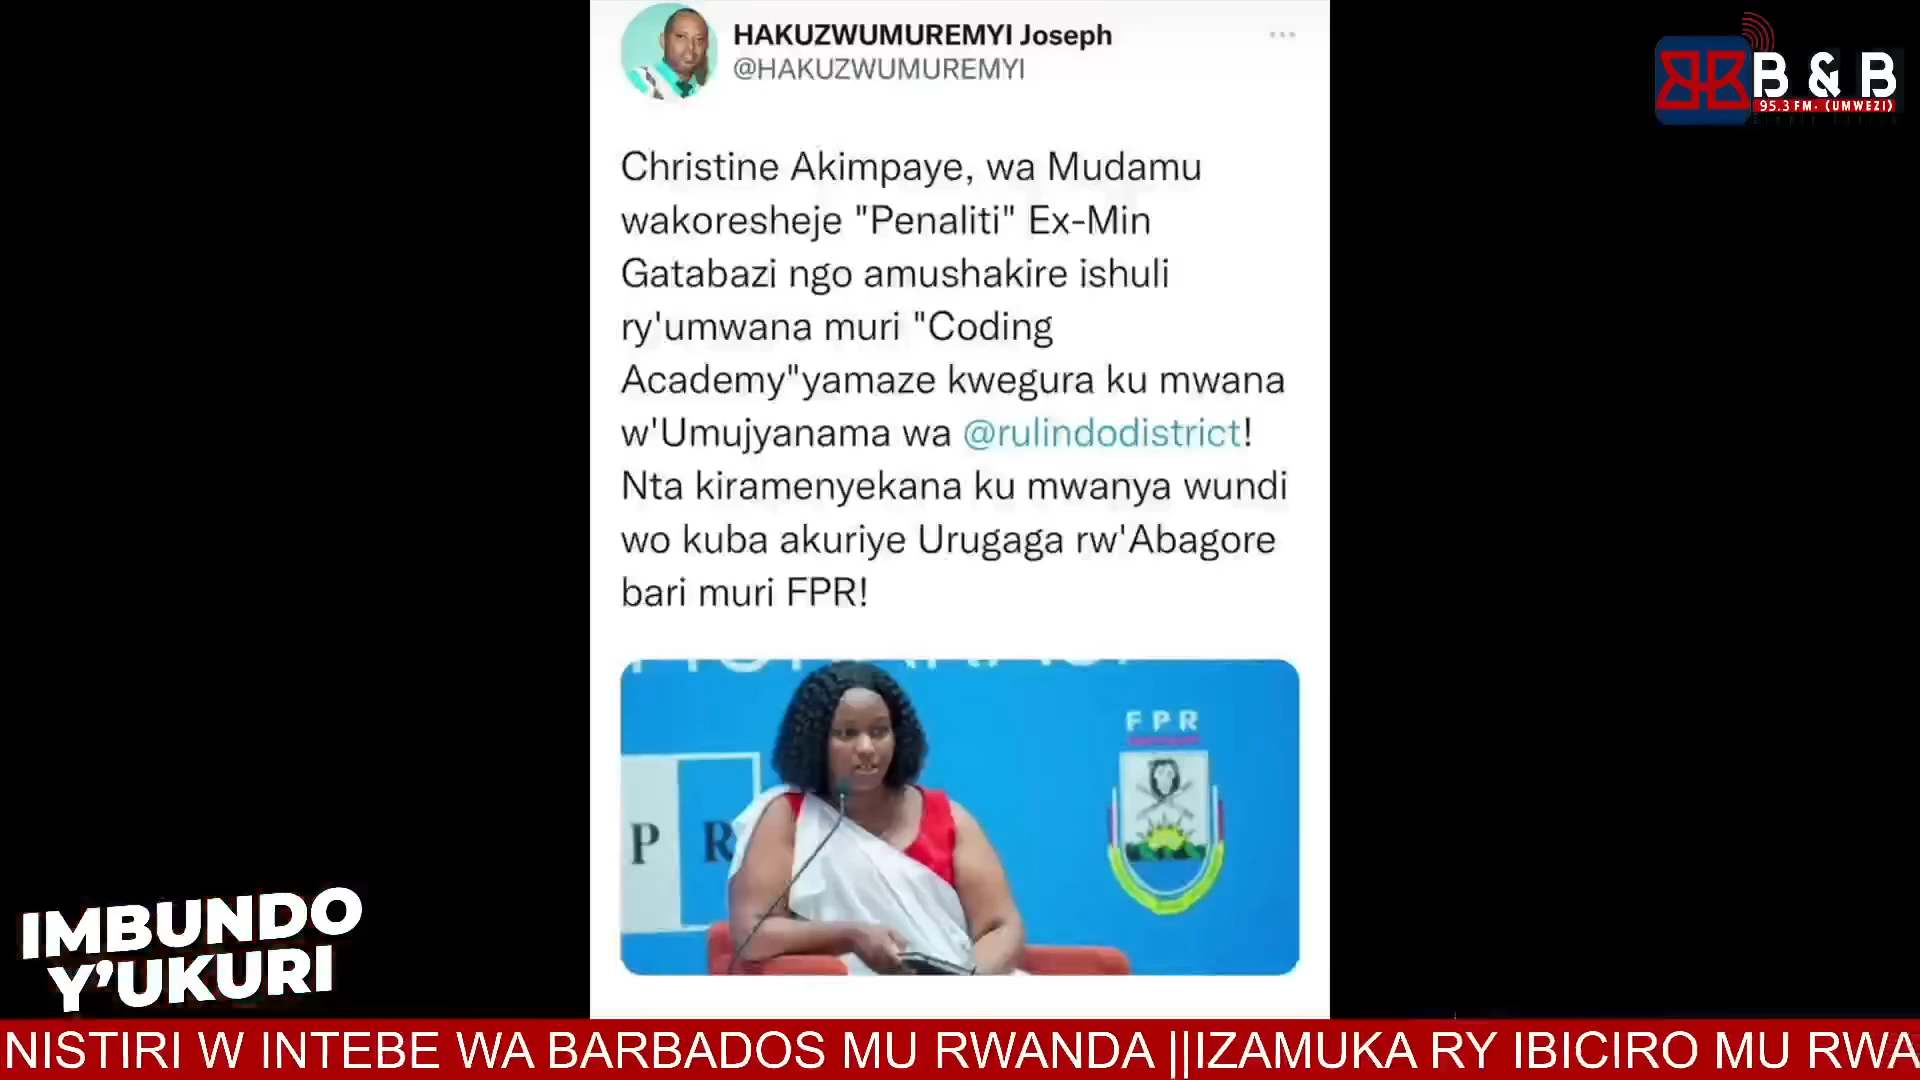 HAKUZWUMUREMYI Joseph
@HAKUZWUMUREMYI
B & B
95.3 FM. (UMWEZI)
Christine Akimpaye, wa Mudamu
wakoresheje "Penaliti" Ex-Min
Gatabazi ngo amushakire ishuli
ry'umwana muri "Coding
Academy"yamaze kwegura ku mwana
w'Umujyanama wa @rulindodistrict!
Nta kiramenyekana ku mwanya wundi
wo kuba akuriye Urugaga rw'Abagore
bari muri FPR!
FPR
P R
IMBUNDO
Y'UKURI
NISTIRI W INTEBE WA BARBADOS MU RWANDA ||IZAMUKA RY IBICIRO MU RWA